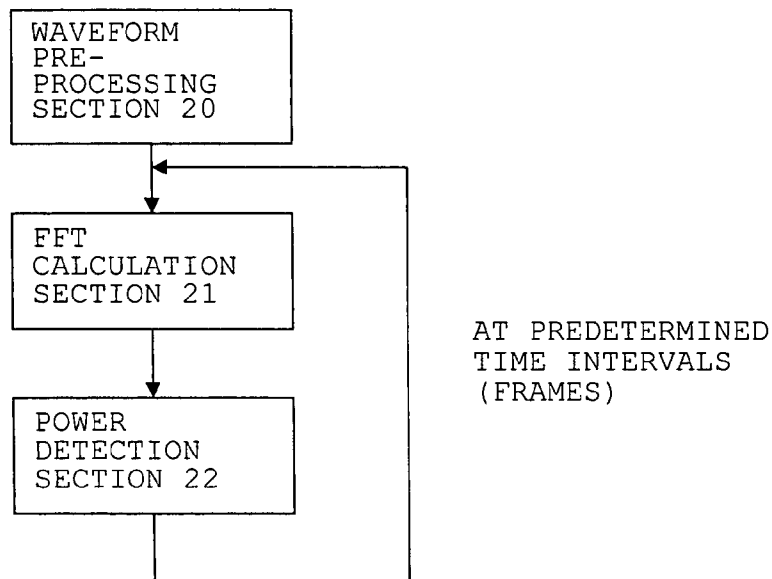 WAVEFORM
PRE-
PROCESSING
SECTION 20
FFT
CALCULATION
SECTION 21
AT PREDETERMINED
TIME INTERVALS
(FRAMES)
POWER
DETECTION
SECTION 22